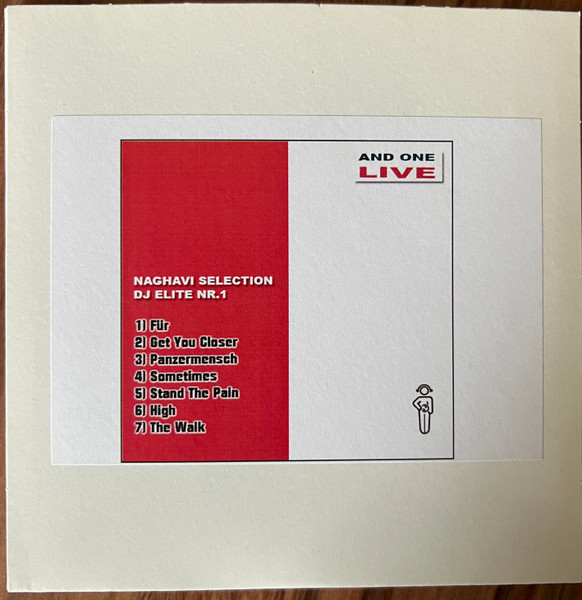 AND ONE
LIVE
NAGHAVI SELECTION
DJ ELITE NR.1
1) Für
2) Get You Closer
3) Panzermensch
4) Sometimes
5) Stand The Pain
6) High
7) The Walk